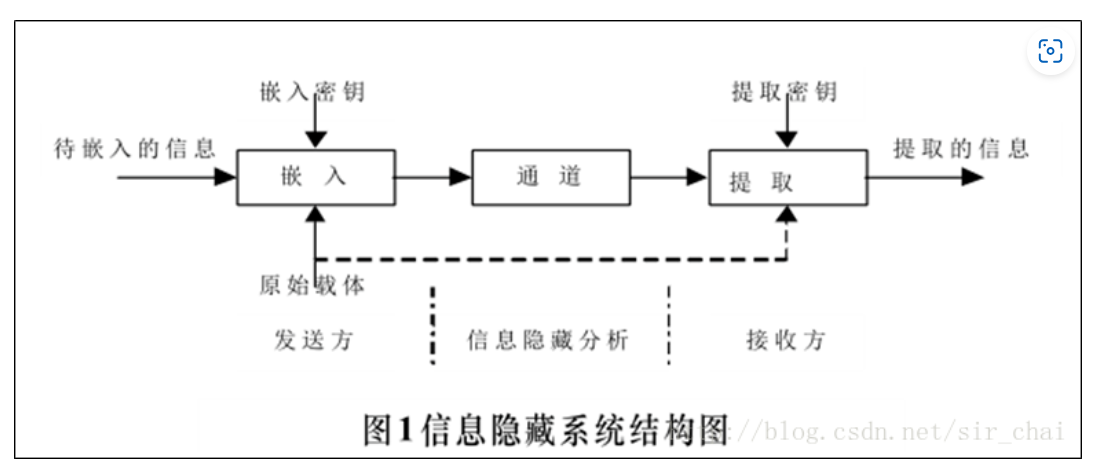 嵌入密钥 提取密钥
待嵌入的信息 提取的信息
嵌 入 通 道 提 取
原始载体
发送方 信息隐藏分析 接收方
图1信息隐藏系统结构图
://blog.csdn.net/sir_chai